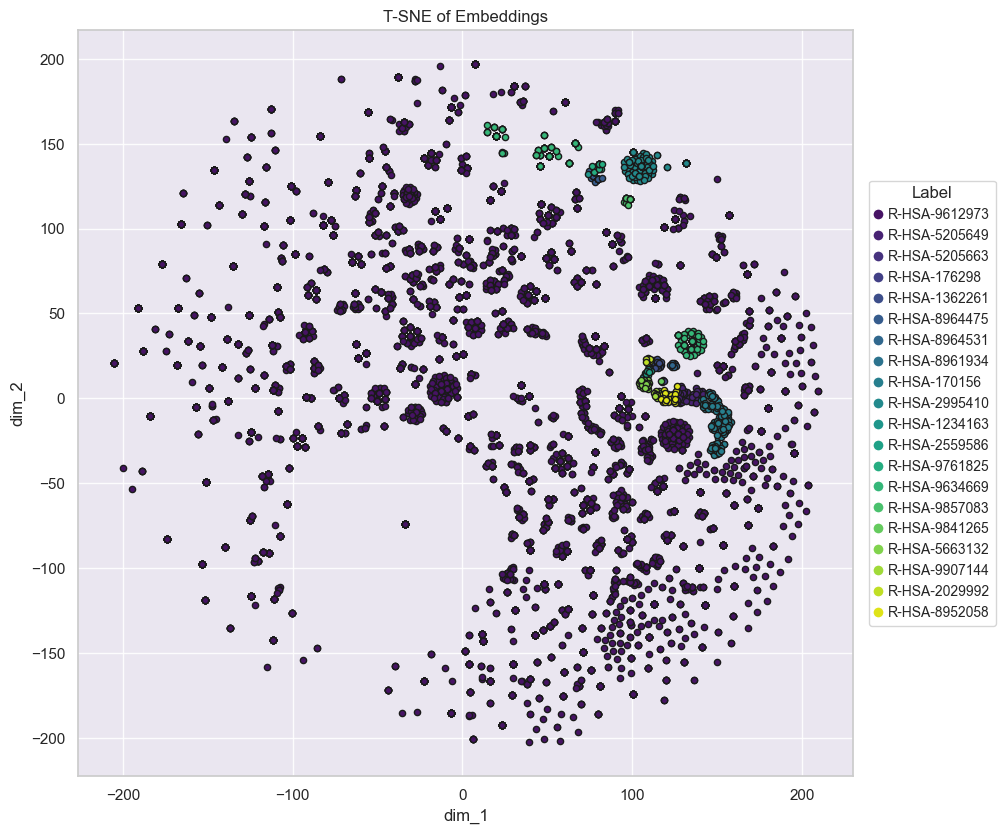 T-SNE of Embeddings
200
150
100
50
0
−50
−100
−150
−200
dim_2
−200
−100
0
100
200
dim_1
Label
R-HSA-9612973
R-HSA-5205649
R-HSA-5205663
R-HSA-176298
R-HSA-1362261
R-HSA-8964475
R-HSA-8964531
R-HSA-8961934
R-HSA-170156
R-HSA-2995410
R-HSA-1234163
R-HSA-2559586
R-HSA-9761825
R-HSA-9634669
R-HSA-9857083
R-HSA-9841265
R-HSA-5663132
R-HSA-9907144
R-HSA-2029992
R-HSA-8952058